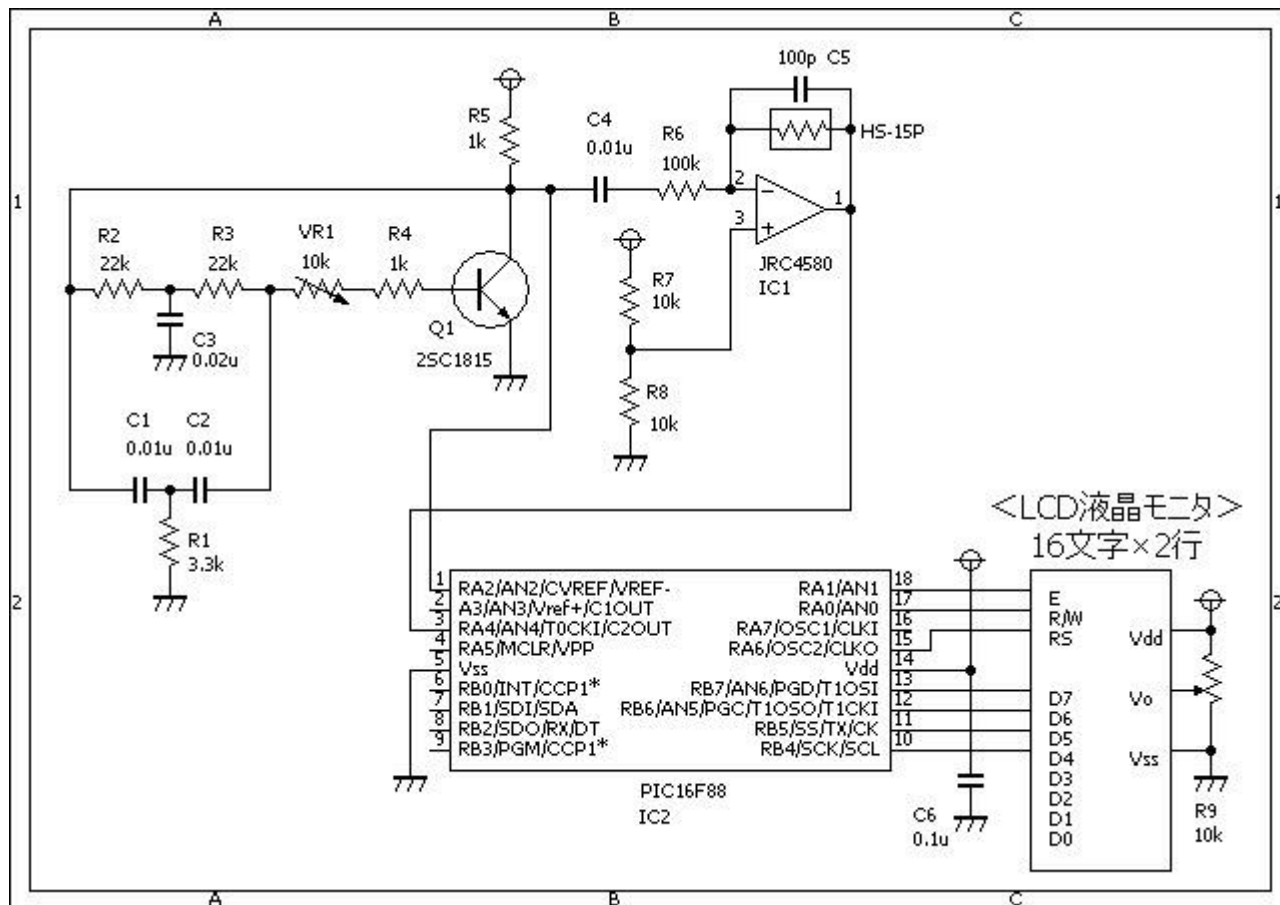 A
B
C
1
1
2
2
A
B
C
100p C5
HS-15P
R5
1k
C4
0.01u
R6
100k
2
3
1
JRC4580
IC1
R7
10k
R8
10k
R2
22k
R3
22k
VR1
10k
R4
1k
Q1
2SC1815
C3
0.02u
C1
0.01u
C2
0.01u
R1
3.3k
<LCD液晶モニタ>
16文字×2行
1 RA2/AN2/CVREF/VREF-
2 A3/AN3/Vref+/C1OUT
3 RA4/AN4/T0CKI/C2OUT
4 RA5/MCLR/VPP
5 Vss
6 RB0/INT/CCP1*
7 RB1/SDI/SDA
8 RB2/SDO/RX/DT
9 RB3/PGM/CCP1*
RA1/AN1 18
RA0/AN0 17
RA7/OSC1/CLKI 16
RA6/OSC2/CLKO 15
Vdd 14
RB7/AN6/PGD/T1OSI 13
RB6/AN5/PGC/T1OSO/T1CKI 12
RB5/SS/TX/CK 11
RB4/SCK/SCL 10
PIC16F88
IC2
C6
0.1u
E
R/W
RS
D7
D6
D5
D4
D3
D2
D1
D0
Vdd
Vo
Vss
R9
10k